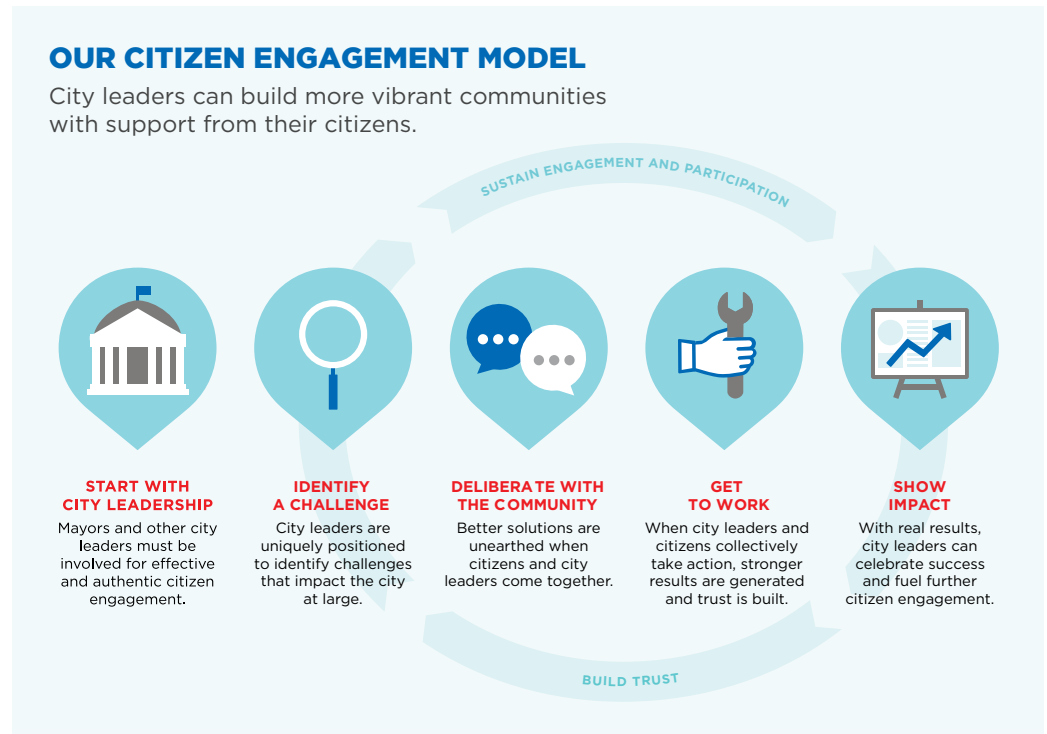 OUR CITIZEN ENGAGEMENT MODEL
City leaders can build more vibrant communities
with support from their citizens.
SUSTAIN ENGAGEMENT AND PARTICIPATION
START WITH
CITY LEADERSHIP
Mayors and other city
leaders must be
involved for effective
and authentic citizen
engagement.
IDENTIFY
A CHALLENGE
City leaders are
uniquely positioned
to identify challenges
that impact the city
at large.
DELIBERATE WITH
THE COMMUNITY
Better solutions are
unearthed when
citizens and city
leaders come together.
GET
TO WORK
When city leaders and
citizens collectively
take action, stronger
results are generated
and trust is built.
SHOW
IMPACT
With real results,
city leaders can
celebrate success
and fuel further
citizen engagement.
BUILD TRUST